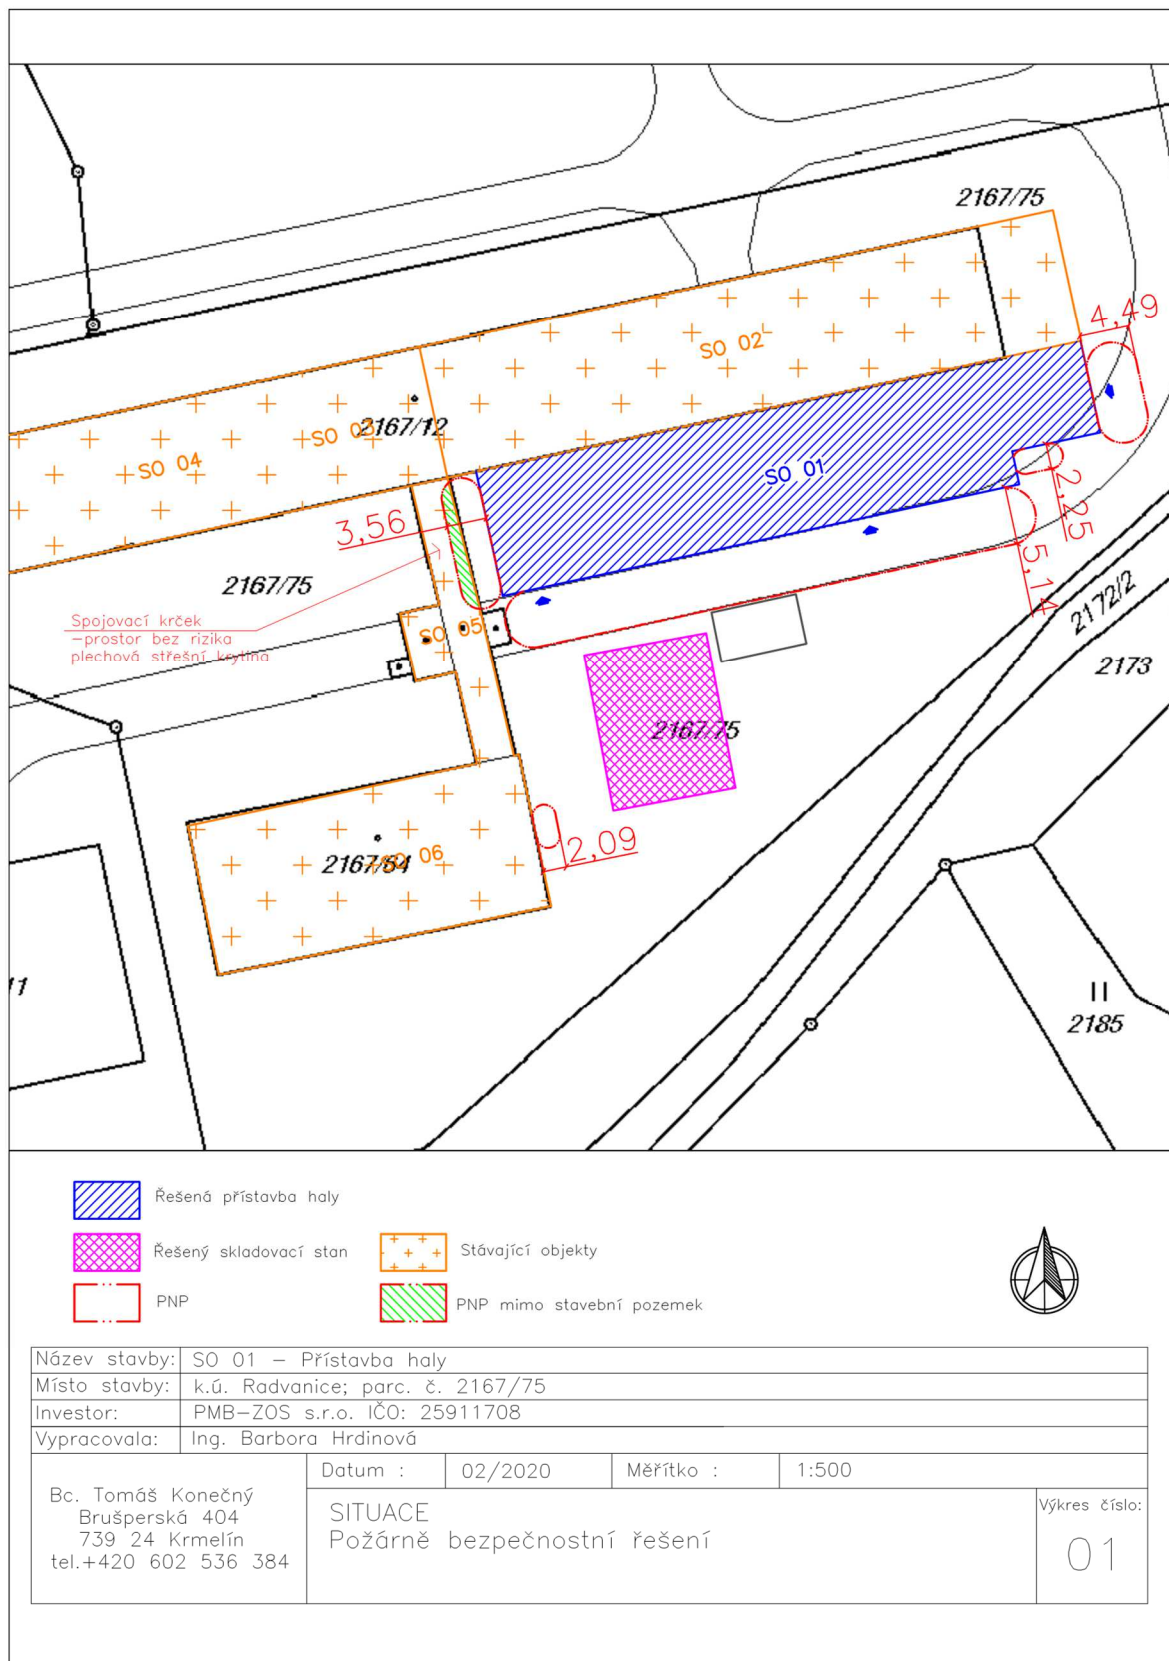 2167/75
4,49
SO 02
SO 03
2167/12
SO 04
SO 01
3,56
2,25
5,14
2167/75
2172/2
Spojovací krček
-prostor bez rizika
plechová střešní krytina
SO 05
2173
2167/75
2,09
2167/84
SO 06
11
II
2185
Řešená přístavba haly
Řešený skladovací stan
Stávající objekty
PNP
PNP mimo stavební pozemek
Název stavby: SO 01 – Přístavba haly
Místo stavby: k.ú. Radvanice; parc. č. 2167/75
Investor: PMB-ZOS s.r.o. IČO: 25911708
Vypracovala: Ing. Barbora Hrdinová
Datum : 02/2020 Měřítko : 1:500
Bc. Tomáš Konečný
Brušperská 404
739 24 Krmelín
tel.+420 602 536 384
SITUACE
Požárně bezpečnostní řešení
Výkres číslo:
01